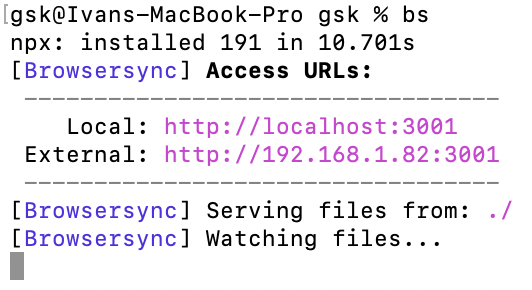 [gsk@Ivans-MacBook-Pro gsk % bs
npx: installed 191 in 10.701s
[Browsersync] Access URLs:
----------------------------------
Local: http://localhost:3001
External: http://192.168.1.82:3001
----------------------------------
[Browsersync] Serving files from: ./
[Browsersync] Watching files...